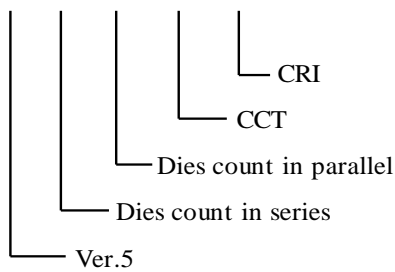 CRI
CCT
Dies count in parallel
Dies count in series
Ver.5